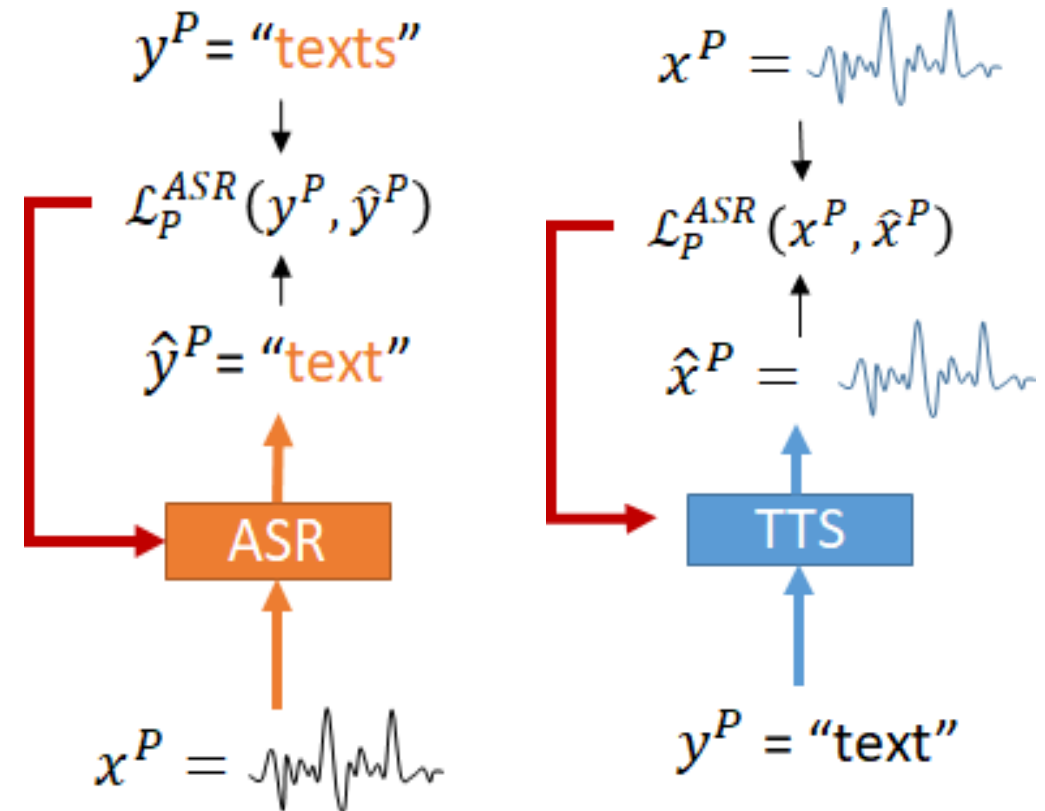 y^P = “texts”
ℒ_P^{ASR}(y^P, ŷ^P)
ŷ^P = “text”
ASR
x^P =
x^P =
ℒ_P^{ASR}(x^P, x̂^P)
x̂^P =
TTS
y^P = “text”